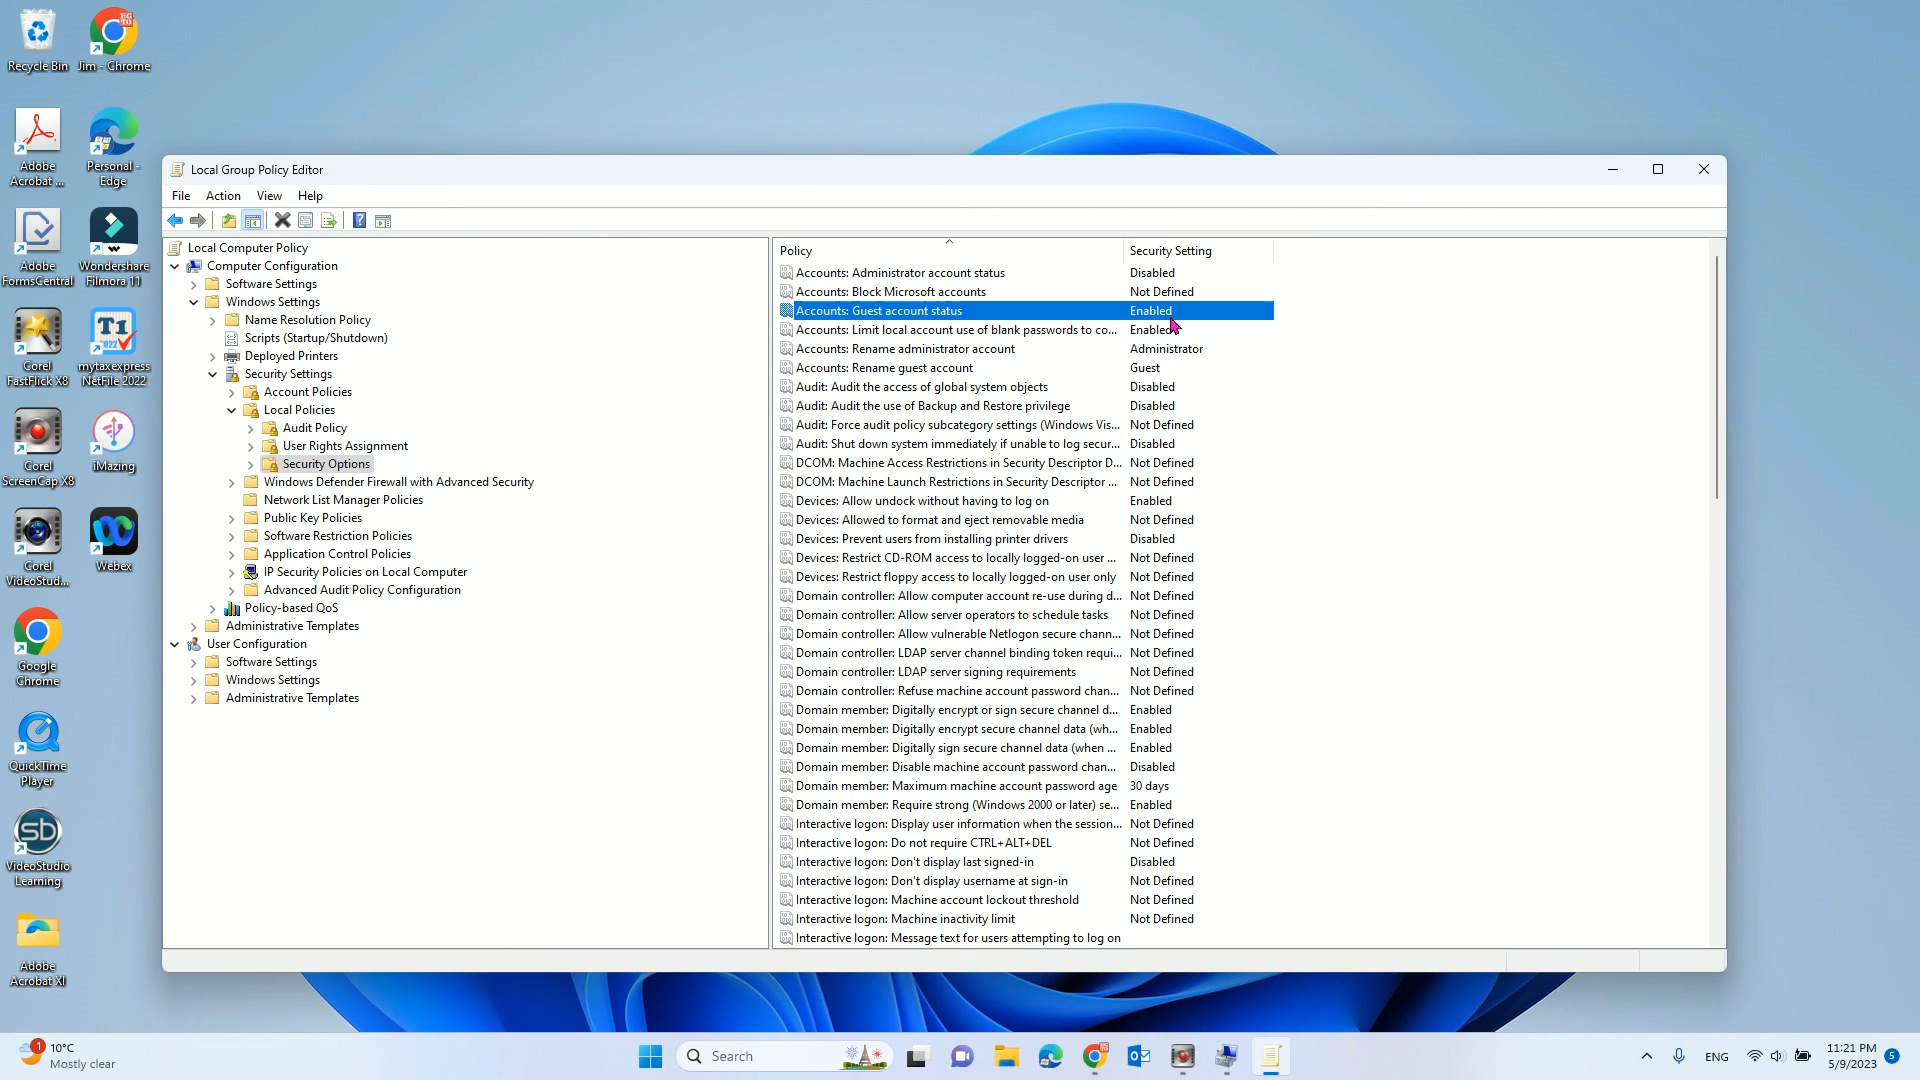 Recycle Bin
Jim - Chrome
Adobe
Acrobat ...
Personal -
Edge
Adobe
FormsCentral
Wondershare
Filmora 11
Corel
FastFlick X8
mytaxexpress
NetFile 2022
Corel
ScreenCap X8
iMazing
Corel
VideoStud...
Webex
Google
Chrome
QuickTime
Player
VideoStudio
Learning
Adobe
Acrobat XI
Local Group Policy Editor
File Action View Help
Local Computer Policy
Computer Configuration
Software Settings
Windows Settings
Name Resolution Policy
Scripts (Startup/Shutdown)
Deployed Printers
Security Settings
Account Policies
Local Policies
Audit Policy
User Rights Assignment
Security Options
Windows Defender Firewall with Advanced Security
Network List Manager Policies
Public Key Policies
Software Restriction Policies
Application Control Policies
IP Security Policies on Local Computer
Advanced Audit Policy Configuration
Policy-based QoS
Administrative Templates
User Configuration
Software Settings
Windows Settings
Administrative Templates
Policy Security Setting
Accounts: Administrator account status Disabled
Accounts: Block Microsoft accounts Not Defined
Accounts: Guest account status Enabled
Accounts: Limit local account use of blank passwords to co... Enabled
Accounts: Rename administrator account Administrator
Accounts: Rename guest account Guest
Audit: Audit the access of global system objects Disabled
Audit: Audit the use of Backup and Restore privilege Disabled
Audit: Force audit policy subcategory settings (Windows Vis... Not Defined
Audit: Shut down system immediately if unable to log secur... Disabled
DCOM: Machine Access Restrictions in Security Descriptor D... Not Defined
DCOM: Machine Launch Restrictions in Security Descriptor ... Not Defined
Devices: Allow undock without having to log on Enabled
Devices: Allowed to format and eject removable media Not Defined
Devices: Prevent users from installing printer drivers Disabled
Devices: Restrict CD-ROM access to locally logged-on user ... Not Defined
Devices: Restrict floppy access to locally logged-on user only Not Defined
Domain controller: Allow computer account re-use during d... Not Defined
Domain controller: Allow server operators to schedule tasks Not Defined
Domain controller: Allow vulnerable Netlogon secure chann... Not Defined
Domain controller: LDAP server channel binding token requi... Not Defined
Domain controller: LDAP server signing requirements Not Defined
Domain controller: Refuse machine account password chan... Not Defined
Domain member: Digitally encrypt or sign secure channel d... Enabled
Domain member: Digitally encrypt secure channel data (wh... Enabled
Domain member: Digitally sign secure channel data (when ... Enabled
Domain member: Disable machine account password chan... Disabled
Domain member: Maximum machine account password age 30 days
Domain member: Require strong (Windows 2000 or later) se... Enabled
Interactive logon: Display user information when the session... Not Defined
Interactive logon: Do not require CTRL+ALT+DEL Not Defined
Interactive logon: Don't display last signed-in Disabled
Interactive logon: Don't display username at sign-in Not Defined
Interactive logon: Machine account lockout threshold Not Defined
Interactive logon: Machine inactivity limit Not Defined
Interactive logon: Message text for users attempting to log on
1
10°C
Mostly clear
Search
ENG
11:21 PM
5/9/2023
5